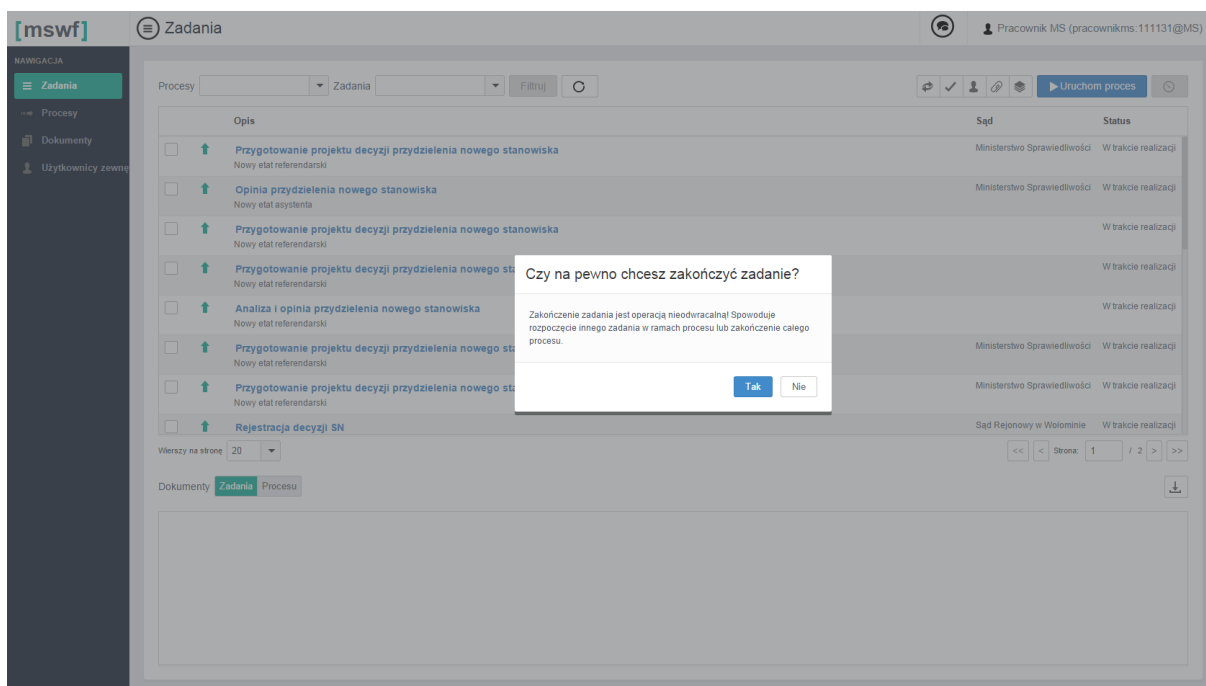 [mswf]
Zadania
Pracownik MS (pracownikms:111131@MS)
NAWIGACJA
Zadania
Procesy
Dokumenty
Użytkownicy zewnę
Procesy Zadania Filtruj Uruchom proces
Opis Sąd Status
Przygotowanie projektu decyzji przydzielenia nowego stanowiska Ministerstwo Sprawiedliwości W trakcie realizacji
Nowy etat referendarski
Opinia przydzielenia nowego stanowiska Ministerstwo Sprawiedliwości W trakcie realizacji
Nowy etat asystenta
Przygotowanie projektu decyzji przydzielenia nowego stanowiska W trakcie realizacji
Nowy etat referendarski
Przygotowanie projektu decyzji przydzielenia nowego sta W trakcie realizacji
Nowy etat referendarski
Analiza i opinia przydzielenia nowego stanowiska W trakcie realizacji
Nowy etat referendarski
Przygotowanie projektu decyzji przydzielenia nowego sta Ministerstwo Sprawiedliwości W trakcie realizacji
Nowy etat referendarski
Przygotowanie projektu decyzji przydzielenia nowego sta Ministerstwo Sprawiedliwości W trakcie realizacji
Nowy etat referendarski
Rejestracja decyzji SN Sąd Rejonowy w Wołominie W trakcie realizacji
Czy na pewno chcesz zakończyć zadanie?
Zakończenie zadania jest operacją nieodwracalną! Spowoduje
rozpoczęcie innego zadania w ramach procesu lub zakończenie całego
procesu.
Tak Nie
Wierszy na stronę 20 << < Strona: 1 / 2 > >>
Dokumenty Zadania Procesu